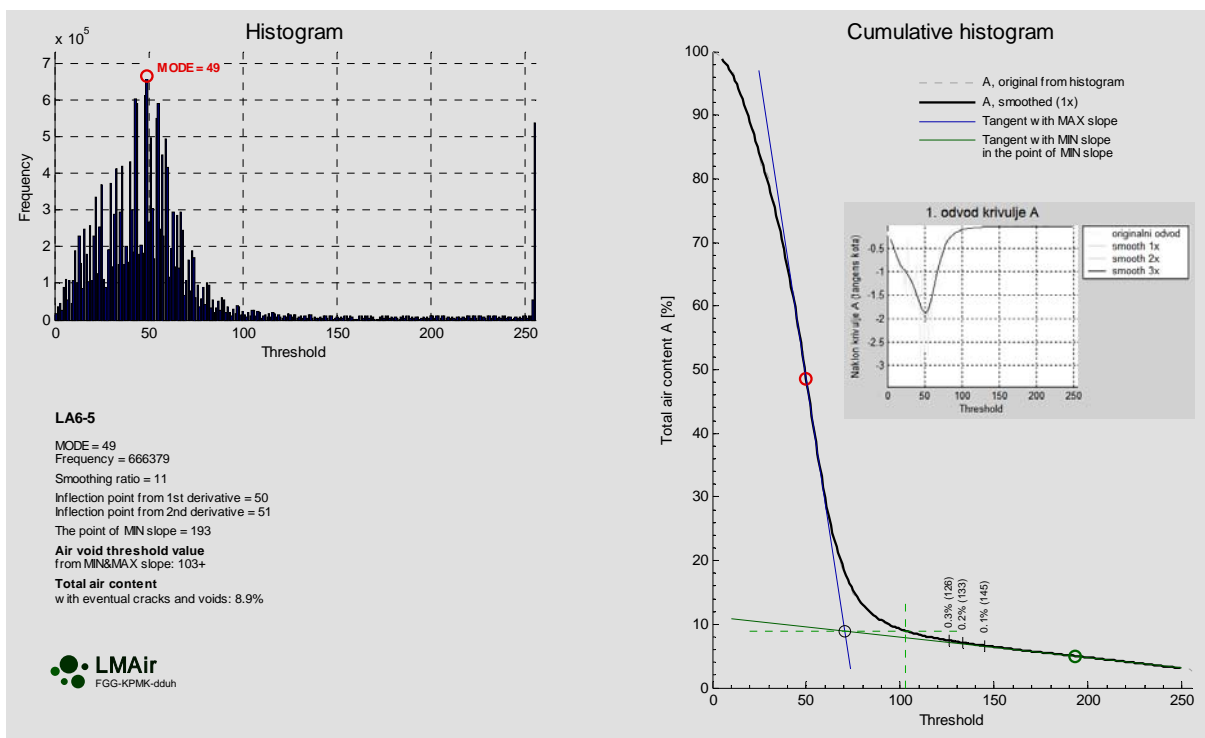 Histogram
x 10^5
MODE = 49
7
6
5
4
3
2
1
0
Frequency
0
50
100
150
200
250
Threshold
LA6-5
MODE = 49
Frequency = 666379
Smoothing ratio = 11
Inflection point from 1st derivative = 50
Inflection point from 2nd derivative = 51
The point of MIN slope = 193
Air void threshold value
from MIN&MAX slope: 103+
Total air content
with eventual cracks and voids: 8.9%
LMAir
FGG-KPMK-dduh
Cumulative histogram
100
90
80
70
60
50
40
30
20
10
0
Total air content A [%]
A, original from histogram
A, smoothed (1x)
Tangent with MAX slope
Tangent with MIN slope
in the point of MIN slope
1. odvod krivulje A
-0.5
-1
-1.5
-2
-2.5
-3
Naklon krivulje A (tangens kota)
0
50
100
150
200
250
Threshold
originalni odvod
smooth 1x
smooth 2x
smooth 3x
0.3% (126)
0.2% (133)
0.1% (145)
0
50
100
150
200
250
Threshold